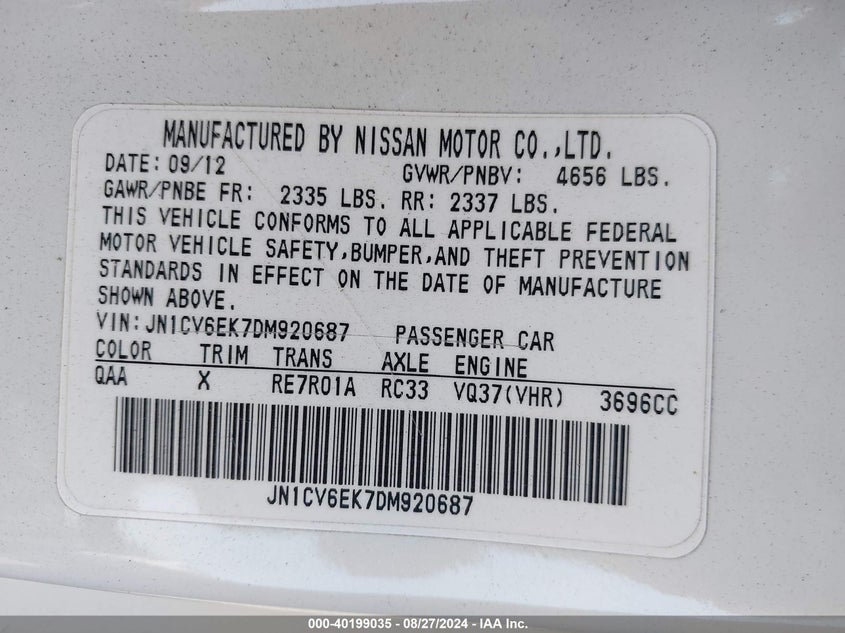 MANUFACTURED BY NISSAN MOTOR CO.,LTD.
DATE: 09/12 GVWR/PNBV: 4656 LBS.
GAWR/PNBE FR: 2335 LBS. RR: 2337 LBS.
THIS VEHICLE CONFORMS TO ALL APPLICABLE FEDERAL
MOTOR VEHICLE SAFETY,BUMPER,AND THEFT PREVENTION
STANDARDS IN EFFECT ON THE DATE OF MANUFACTURE
SHOWN ABOVE.
VIN:JN1CV6EK7DM920687 PASSENGER CAR
COLOR TRIM TRANS AXLE ENGINE
QAA X RE7R01A RC33 VQ37(VHR) 3696CC
JN1CV6EK7DM920687
000-40199035 - 08/27/2024 - IAA Inc.